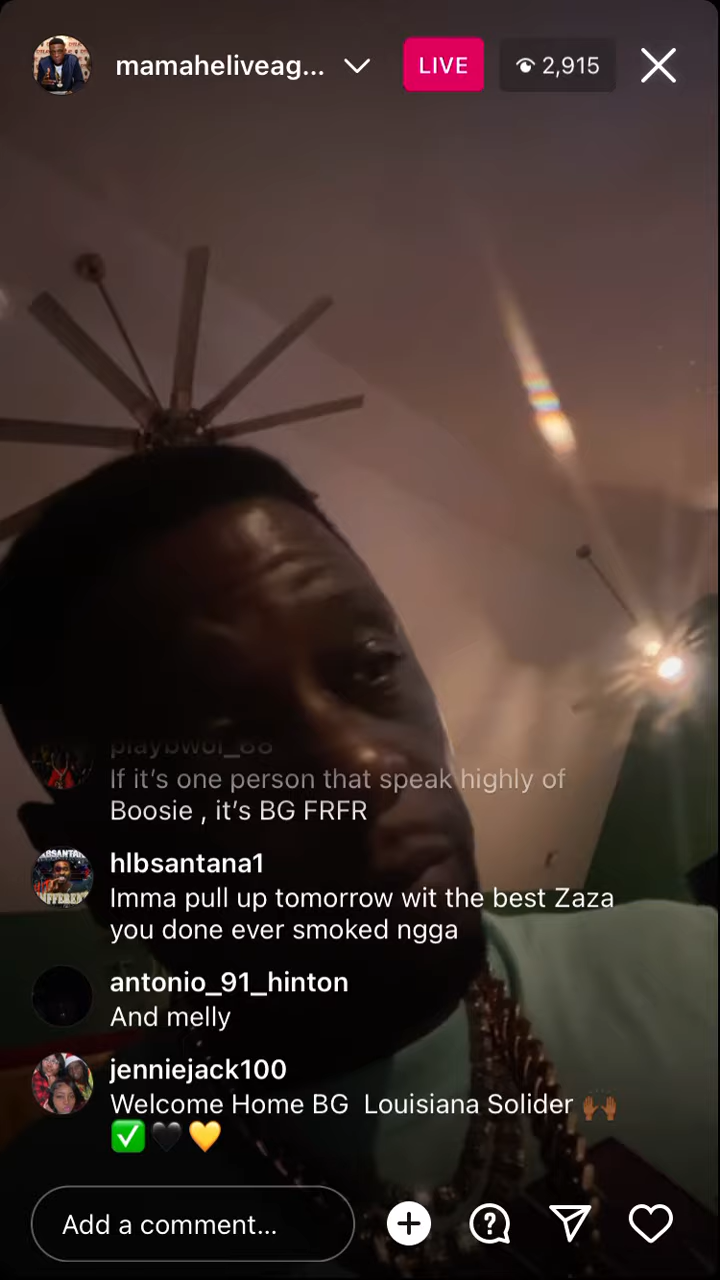 mamaheliveag...
LIVE
2,915
playbwoi_88
If it's one person that speak highly of
Boosie , it's BG FRFR
hlbsantana1
Imma pull up tomorrow wit the best Zaza
you done ever smoked ngga
antonio_91_hinton
And melly
jenniejack100
Welcome Home BG Louisiana Solider 🙌🏾
✅🖤💛
Add a comment...